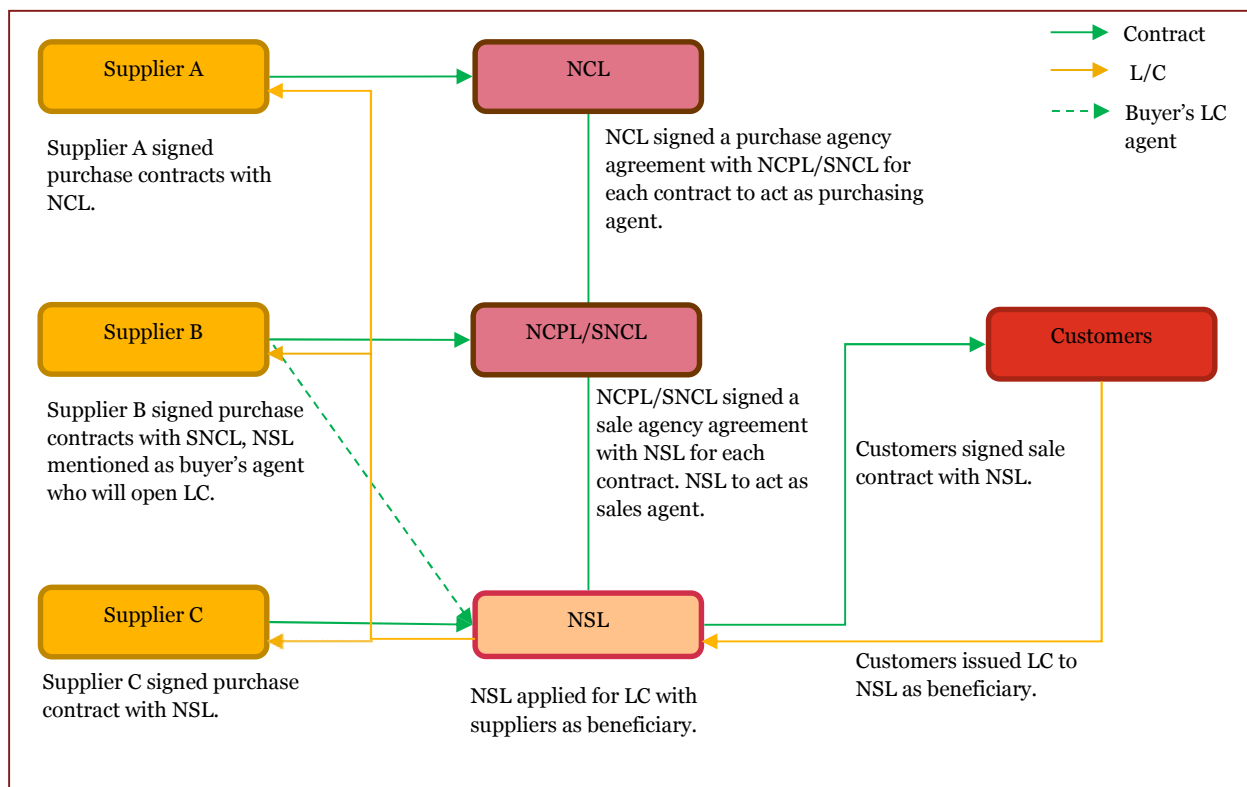 Contract
L/C
Buyer's LC
agent
Supplier A
NCL
Supplier A signed
purchase contracts with
NCL.
NCL signed a purchase agency
agreement with NCPL/SNCL for
each contract to act as purchasing
agent.
Supplier B
NCPL/SNCL
Customers
Supplier B signed purchase
contracts with SNCL, NSL
mentioned as buyer's agent
who will open LC.
NCPL/SNCL signed a
sale agency agreement
with NSL for each
contract. NSL to act as
sales agent.
Customers signed sale
contract with NSL.
Supplier C
NSL
Supplier C signed purchase
contract with NSL.
NSL applied for LC with
suppliers as beneficiary.
Customers issued LC to
NSL as beneficiary.